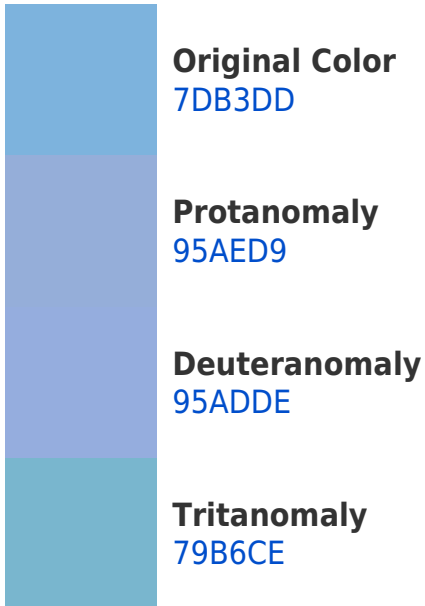 Original Color
7DB3DD
Protanomaly
95AED9
Deuteranomaly
95ADDE
Tritanomaly
79B6CE